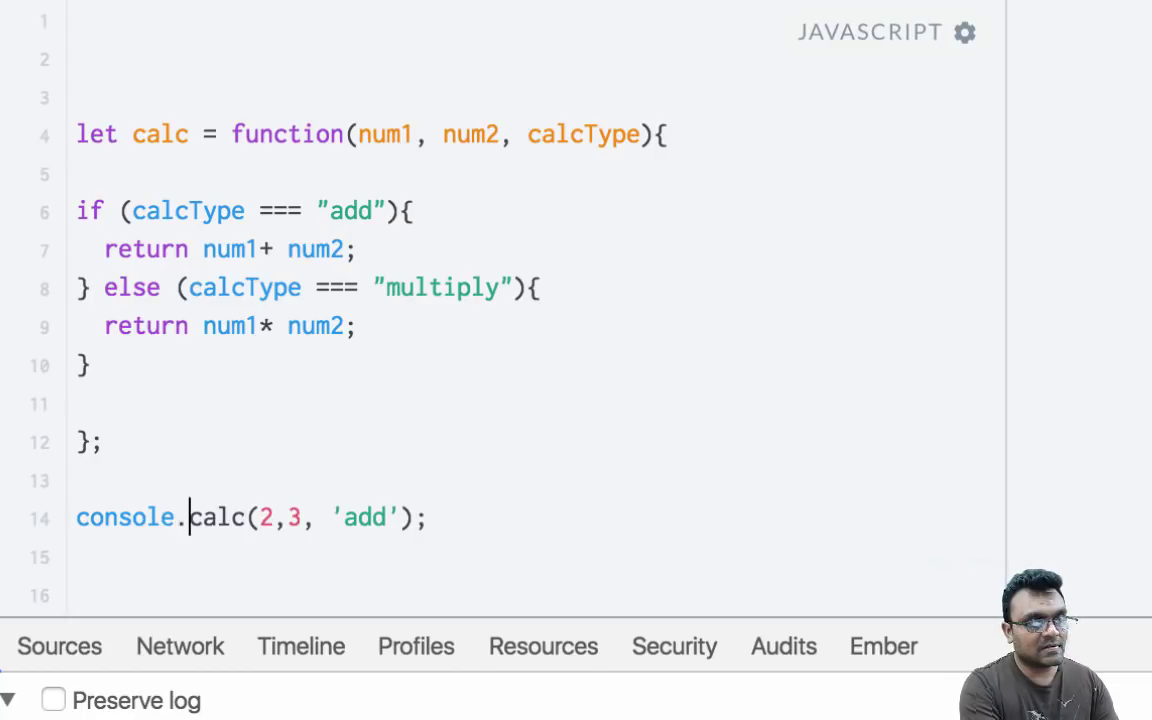 1
JAVASCRIPT
2
3
4 let calc = function(num1, num2, calcType){
5
6 if (calcType === "add"){
7 return num1+ num2;
8 } else (calcType === "multiply"){
9 return num1* num2;
10 }
11
12 };
13
14 console.calc(2,3, 'add');
15
16
Sources Network Timeline Profiles Resources Security Audits Ember
Preserve log